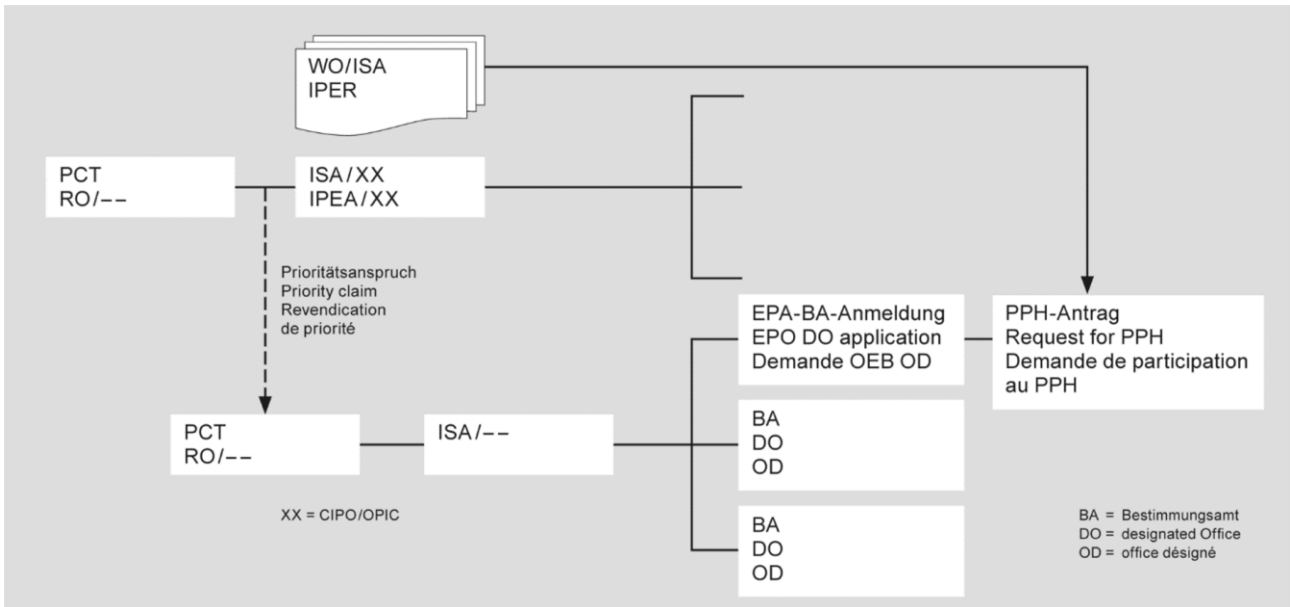 WO/ISA
IPER
PCT
RO/--
ISA/XX
IPEA/XX
Prioritätsanspruch
Priority claim
Revendication
de priorité
EPA-BA-Anmeldung
EPO DO application
Demande OEB OD
PPH-Antrag
Request for PPH
Demande de participation
au PPH
PCT
RO/--
ISA/--
BA
DO
OD
XX = CIPO/OPIC
BA
DO
OD
BA = Bestimmungsamt
DO = designated Office
OD = office désigné